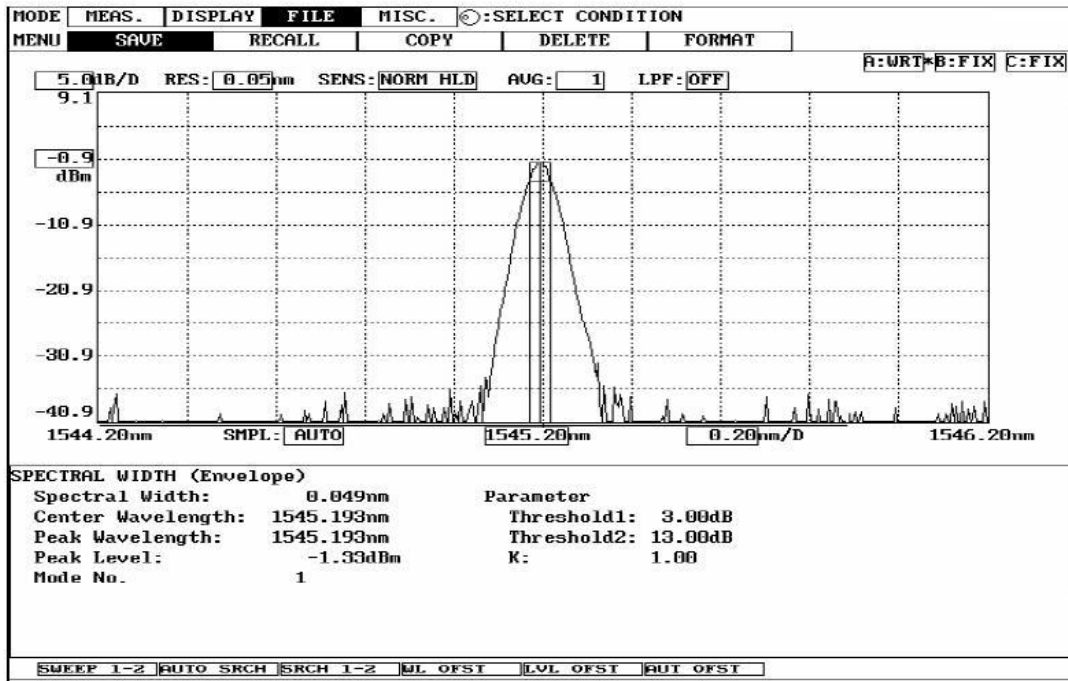 MODE MEAS. DISPLAY FILE MISC. :SELECT CONDITION
MENU SAVE RECALL COPY DELETE FORMAT
A:WRT*B:FIX C:FIX
5.0dB/D RES: 0.05nm SENS:NORM HLD AVG: 1 LPF:OFF
9.1
-0.9
dBm
-10.9
-20.9
-30.9
-40.9
1544.20nm SMPL: AUTO 1545.20nm 0.20nm/D 1546.20nm
SPECTRAL WIDTH (Envelope)
Spectral Width: 0.049nm Parameter
Center Wavelength: 1545.193nm Threshold1: 3.00dB
Peak Wavelength: 1545.193nm Threshold2: 13.00dB
Peak Level: -1.33dBm K: 1.00
Mode No. 1
SWEEP 1-2 AUTO SRCH SRCH 1-2 WL OFST LVL OFST AUT OFST